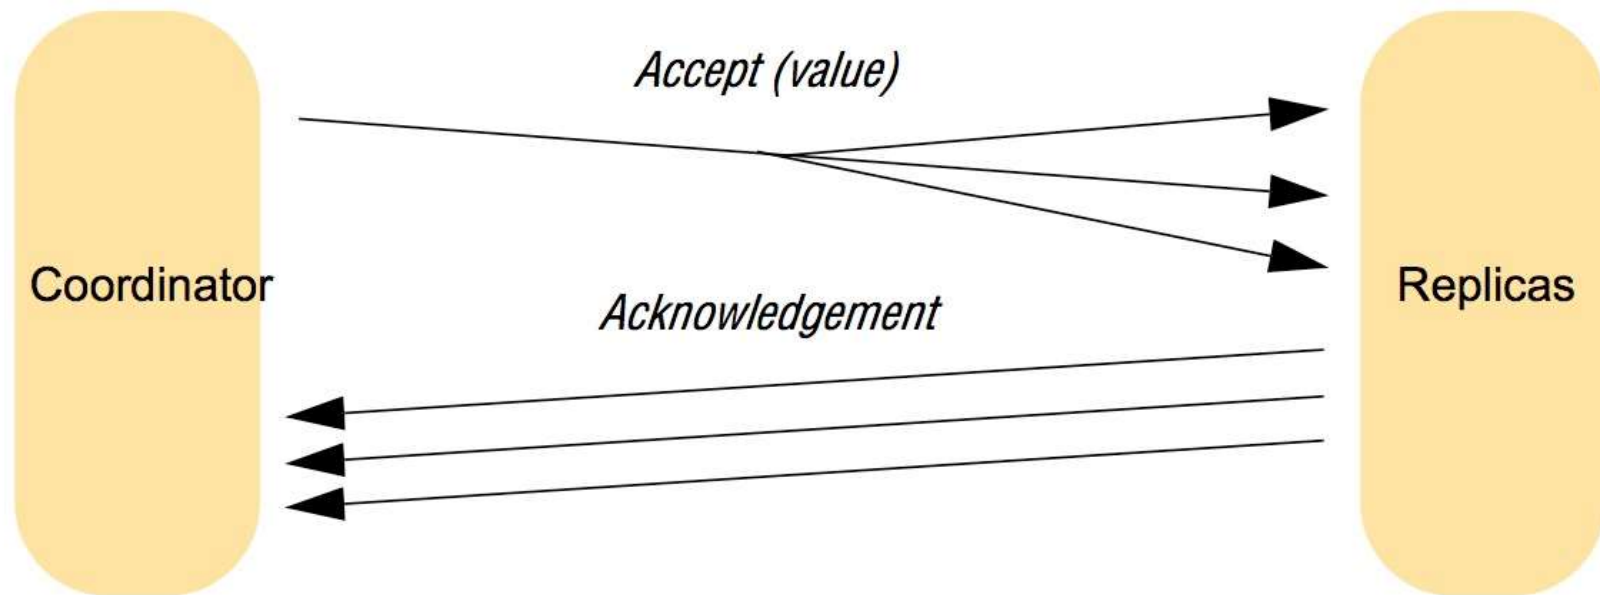 Accept (value)
Coordinator
Replicas
Acknowledgement